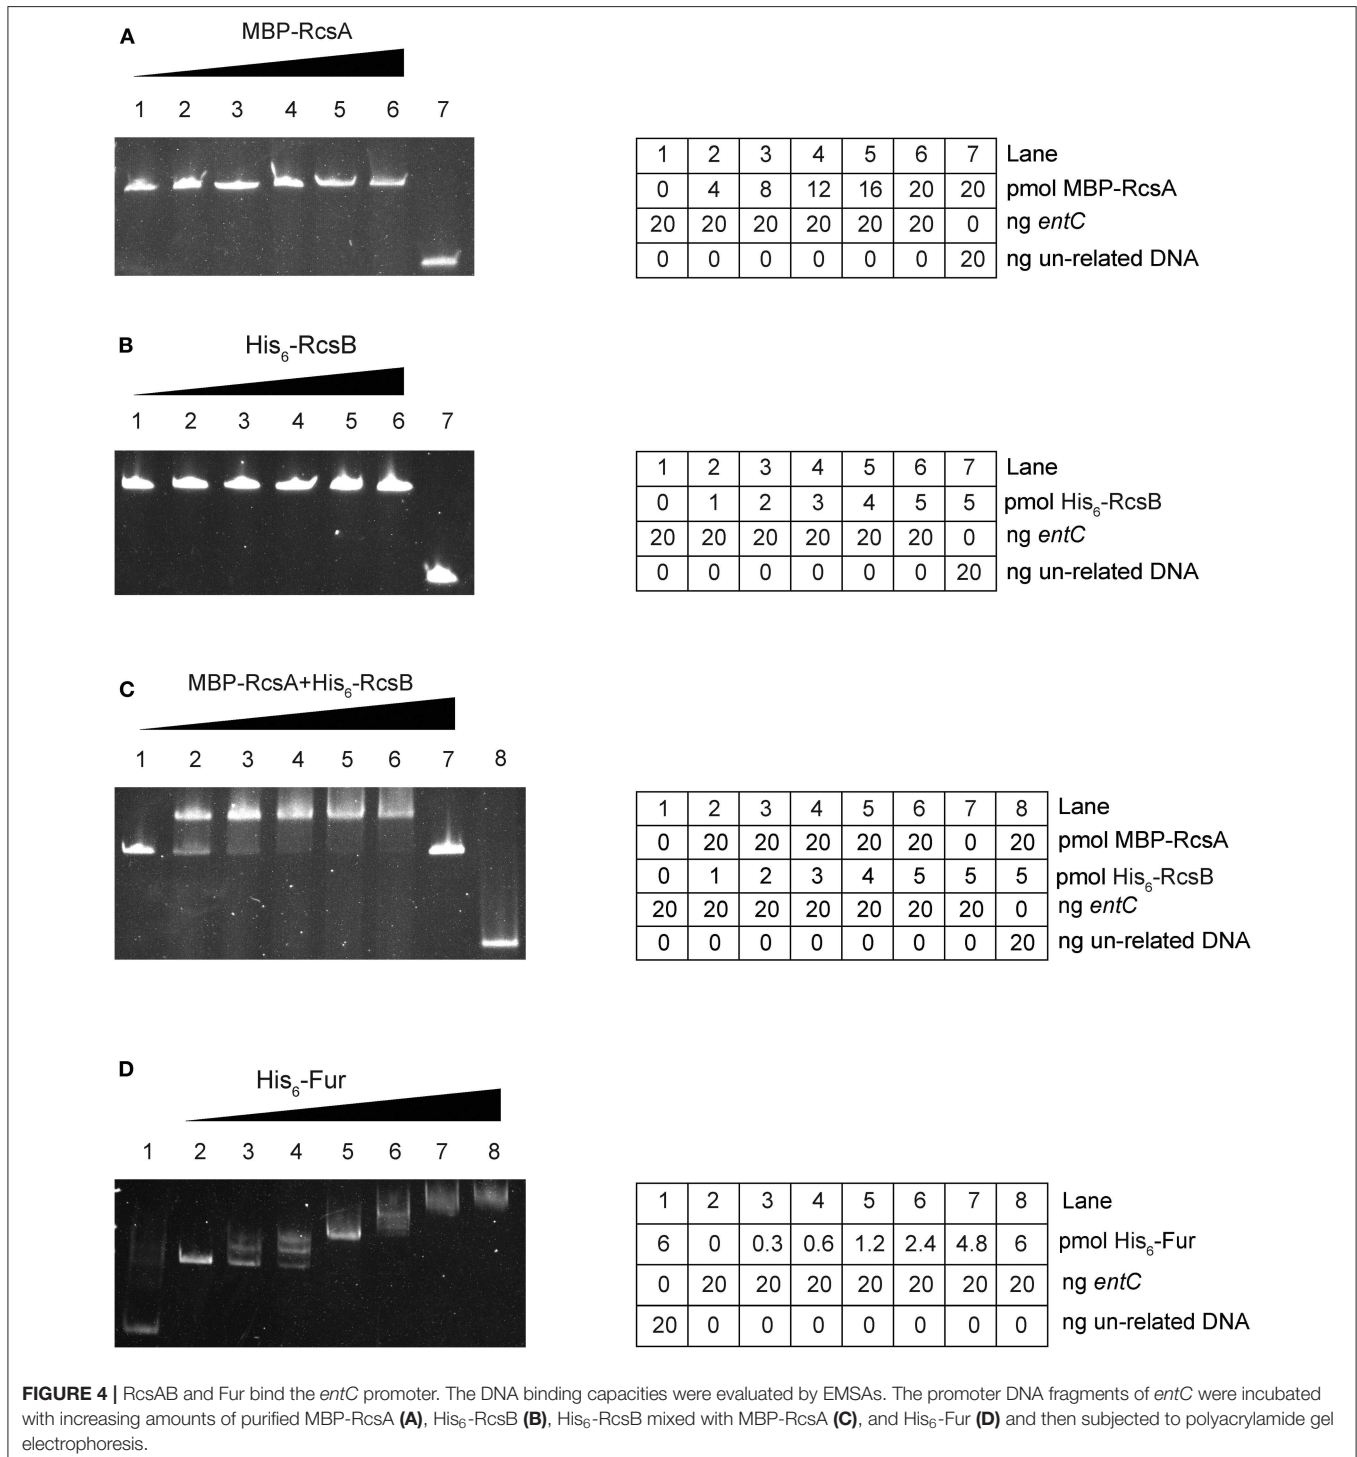 A
MBP-RcsA
1 2 3 4 5 6 7
1 2 3 4 5 6 7 Lane
0 4 8 12 16 20 20 pmol MBP-RcsA
20 20 20 20 20 20 0 ng entC
0 0 0 0 0 0 20 ng un-related DNA
B
His6-RcsB
1 2 3 4 5 6 7
1 2 3 4 5 6 7 Lane
0 1 2 3 4 5 5 pmol His6-RcsB
20 20 20 20 20 20 0 ng entC
0 0 0 0 0 0 20 ng un-related DNA
C
MBP-RcsA+His6-RcsB
1 2 3 4 5 6 7 8
1 2 3 4 5 6 7 8 Lane
0 20 20 20 20 20 0 20 pmol MBP-RcsA
0 1 2 3 4 5 5 5 pmol His6-RcsB
20 20 20 20 20 20 20 0 ng entC
0 0 0 0 0 0 0 20 ng un-related DNA
D
His6-Fur
1 2 3 4 5 6 7 8
1 2 3 4 5 6 7 8 Lane
6 0 0.3 0.6 1.2 2.4 4.8 6 pmol His6-Fur
0 20 20 20 20 20 20 20 ng entC
20 0 0 0 0 0 0 0 ng un-related DNA
FIGURE 4 | RcsAB and Fur bind the entC promoter. The DNA binding capacities were evaluated by EMSAs. The promoter DNA fragments of entC were incubated
with increasing amounts of purified MBP-RcsA (A), His6-RcsB (B), His6-RcsB mixed with MBP-RcsA (C), and His6-Fur (D) and then subjected to polyacrylamide gel
electrophoresis.